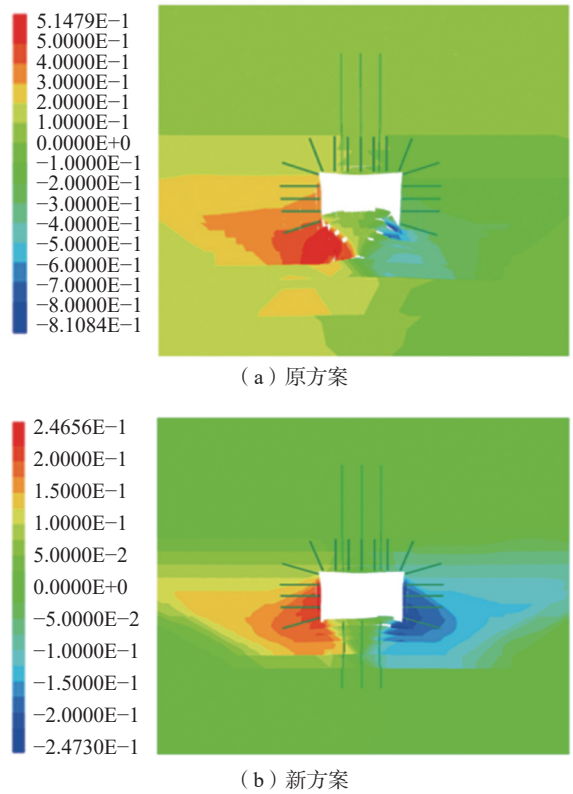 5.1479E−1
5.0000E−1
4.0000E−1
3.0000E−1
2.0000E−1
1.0000E−1
0.0000E+0
−1.0000E−1
−2.0000E−1
−3.0000E−1
−4.0000E−1
−5.0000E−1
−6.0000E−1
−7.0000E−1
−8.0000E−1
−8.1084E−1
（a）原方案
2.4656E−1
2.0000E−1
1.5000E−1
1.0000E−1
5.0000E−2
0.0000E+0
−5.0000E−2
−1.0000E−1
−1.5000E−1
−2.0000E−1
−2.4730E−1
（b）新方案